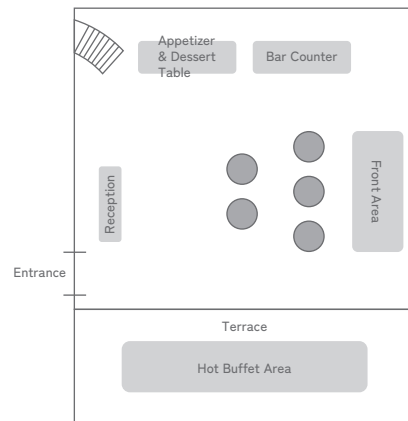 Appetizer
& Dessert
Table
Bar Counter
Front Area
Reception
Entrance
Terrace
Hot Buffet Area